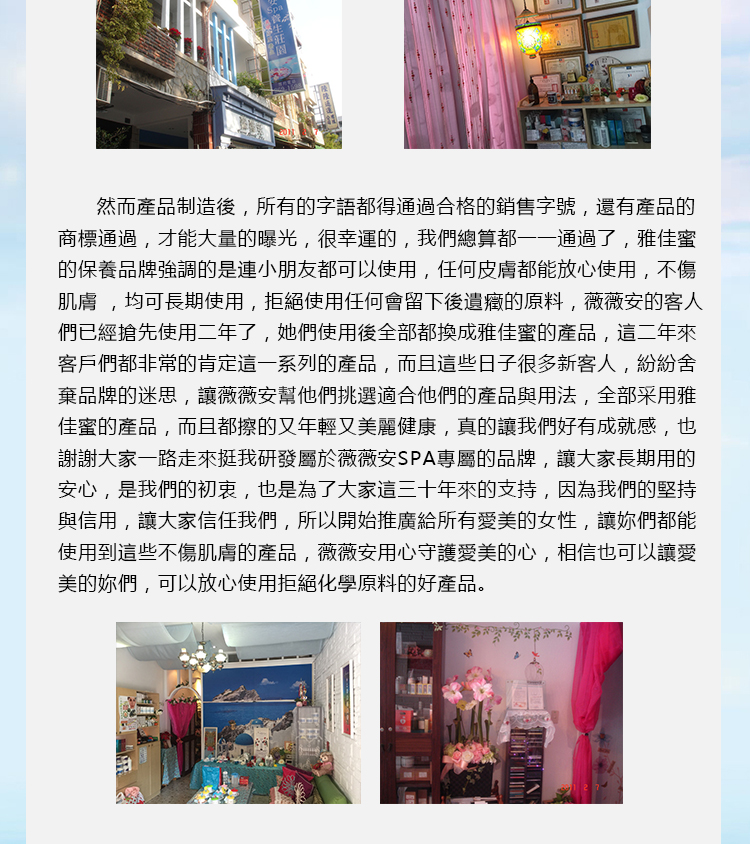 然而產品制造後，所有的字語都得通過合格的銷售字號，還有產品的
商標通過，才能大量的曝光，很幸運的，我們總算都一一通過了，雅佳蜜
的保養品牌強調的是連小朋友都可以使用，任何皮膚都能放心使用，不傷
肌膚 ，均可長期使用，拒絕使用任何會留下後遺癥的原料，薇薇安的客人
們已經搶先使用二年了，她們使用後全部都換成雅佳蜜的產品，這二年來
客戶們都非常的肯定這一系列的產品，而且這些日子很多新客人，紛紛舍
棄品牌的迷思，讓薇薇安幫他們挑選適合他們的產品與用法，全部采用雅
佳蜜的產品，而且都擦的又年輕又美麗健康，真的讓我們好有成就感，也
謝謝大家一路走來挺我研發屬於薇薇安SPA專屬的品牌，讓大家長期用的
安心，是我們的初衷，也是為了大家這三十年來的支持，因為我們的堅持
與信用，讓大家信任我們，所以開始推廣給所有愛美的女性，讓妳們都能
使用到這些不傷肌膚的產品，薇薇安用心守護愛美的心，相信也可以讓愛
美的妳們，可以放心使用拒絕化學原料的好產品。